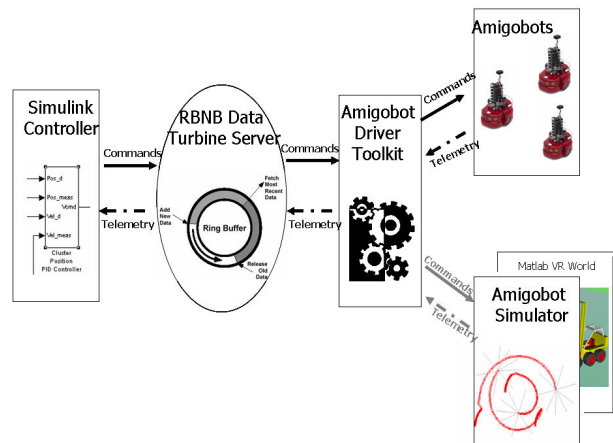 Simulink
Controller
Pos_d
Pos_meas
Vcmd
Vel_d
Vel_meas
Cluster
Position
PID Controller
Commands
Telemetry
RBNB Data
Turbine Server
Fetch
Most
Recent
Data
Add
New
Data
Ring Buffer
Release
Old
Data
Commands
Telemetry
Amigobot
Driver
Toolkit
Commands
Telemetry
Amigobots
Commands
Telemetry
Matlab VR World
Amigobot
Simulator